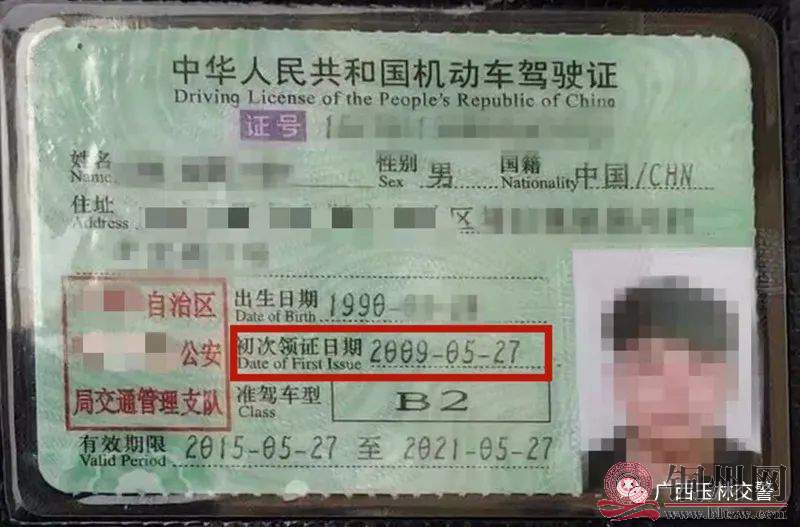 中华人民共和国机动车驾驶证
Driving License of the People's Republic of China
证号
姓名
Name
性别 男
Sex
国籍 中国/CHN
Nationality
住址 区
Address
自治区
公安
局交通管理支队
出生日期 1990-
Date of Birth
初次领证日期 2009-05-27
Date of First Issue
准驾车型 B2
Class
有效期限 2015-05-27 至 2021-05-27
Valid Period
广西玉林交警